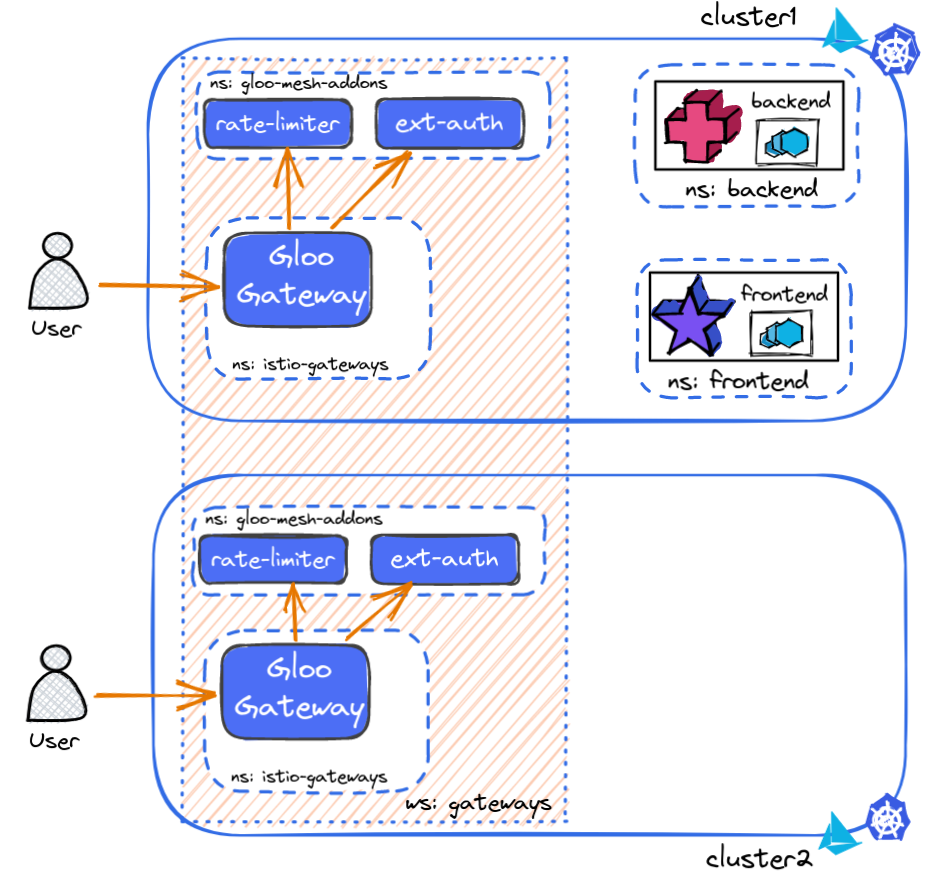 cluster1
ns: gloo-mesh-addons
rate-limiter
ext-auth
backend
ns: backend
Gloo
Gateway
ns: istio-gateways
User
frontend
ns: frontend
ns: gloo-mesh-addons
rate-limiter
ext-auth
Gloo
Gateway
ns: istio-gateways
User
ws: gateways
cluster2